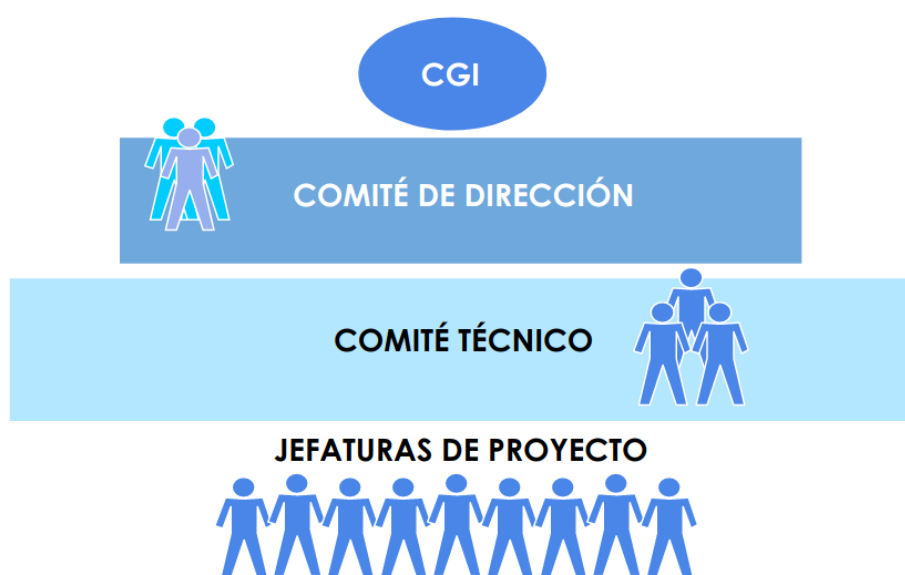 CGI
COMITÉ DE DIRECCIÓN
COMITÉ TÉCNICO
JEFATURAS DE PROYECTO